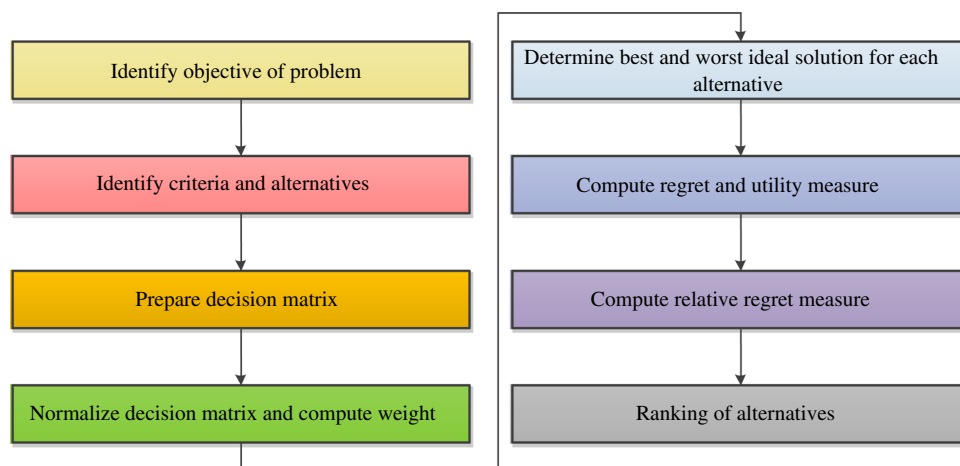 Identify objective of problem
Identify criteria and alternatives
Prepare decision matrix
Normalize decision matrix and compute weight
Determine best and worst ideal solution for each
alternative
Compute regret and utility measure
Compute relative regret measure
Ranking of alternatives